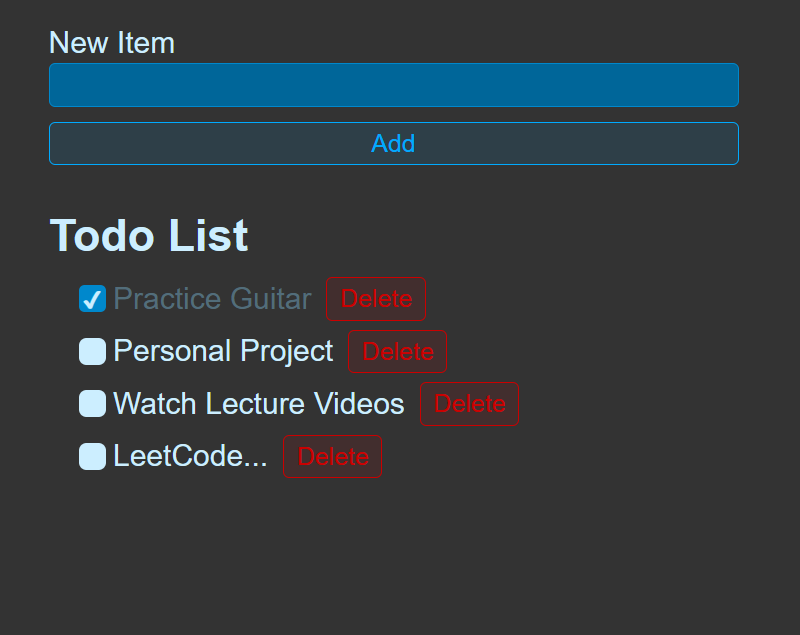 New Item
Add
Todo List
Practice Guitar Delete
Personal Project Delete
Watch Lecture Videos Delete
LeetCode... Delete